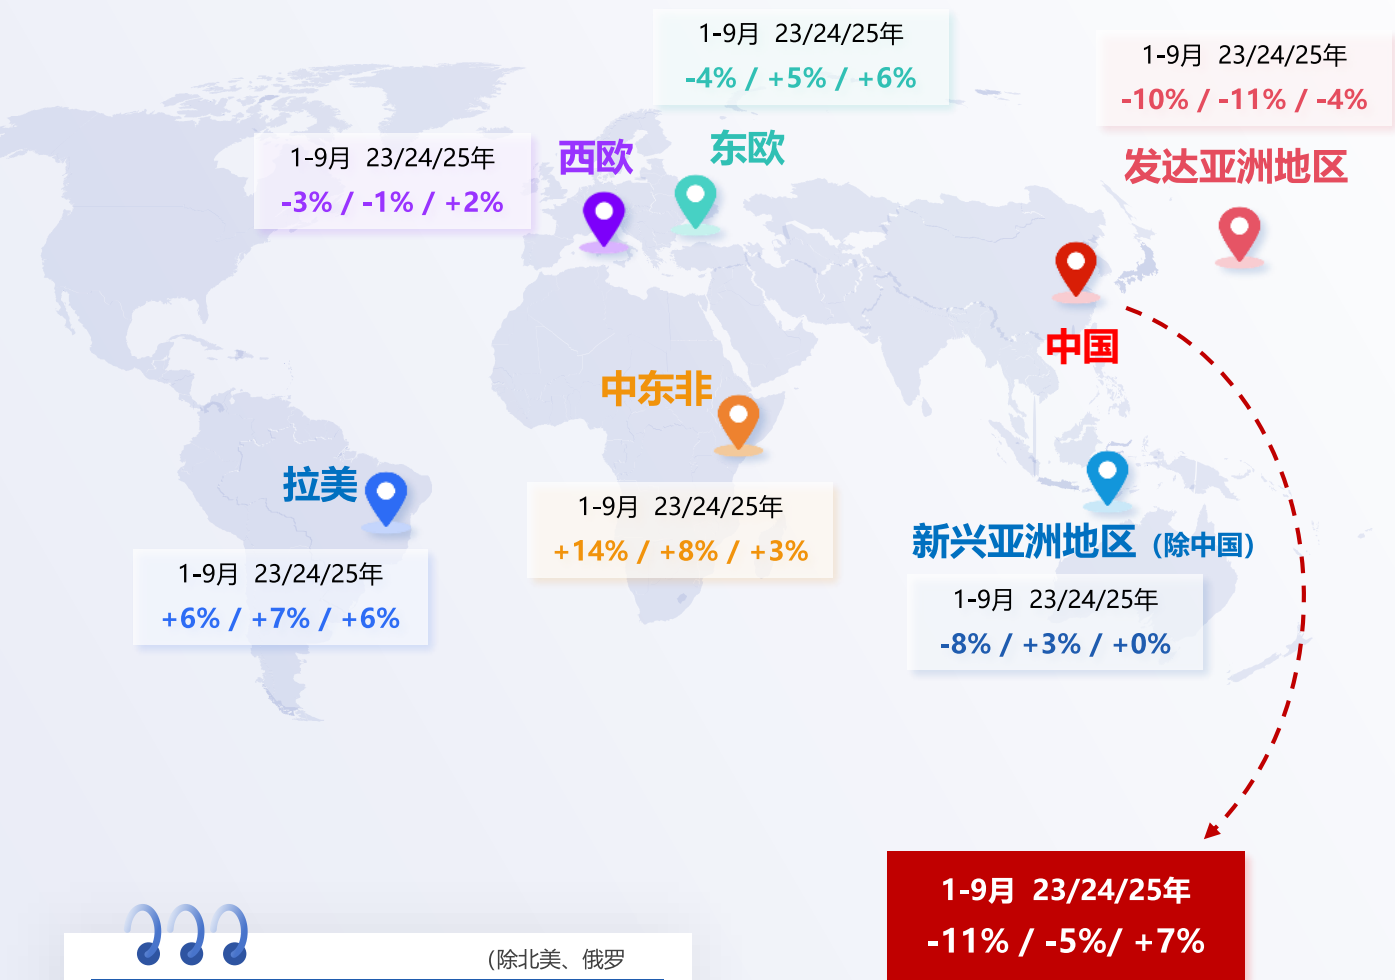 1-9月 23/24/25年
-4% / +5% / +6%
东欧
1-9月 23/24/25年
-10% / -11% / -4%
发达亚洲地区
1-9月 23/24/25年
-3% / -1% / +2%
西欧
中国
中东非
1-9月 23/24/25年
+14% / +8% / +3%
拉美
1-9月 23/24/25年
+6% / +7% / +6%
新兴亚洲地区（除中国）
1-9月 23/24/25年
-8% / +3% / +0%
1-9月 23/24/25年
-11% / -5%/ +7%
(除北美、俄罗